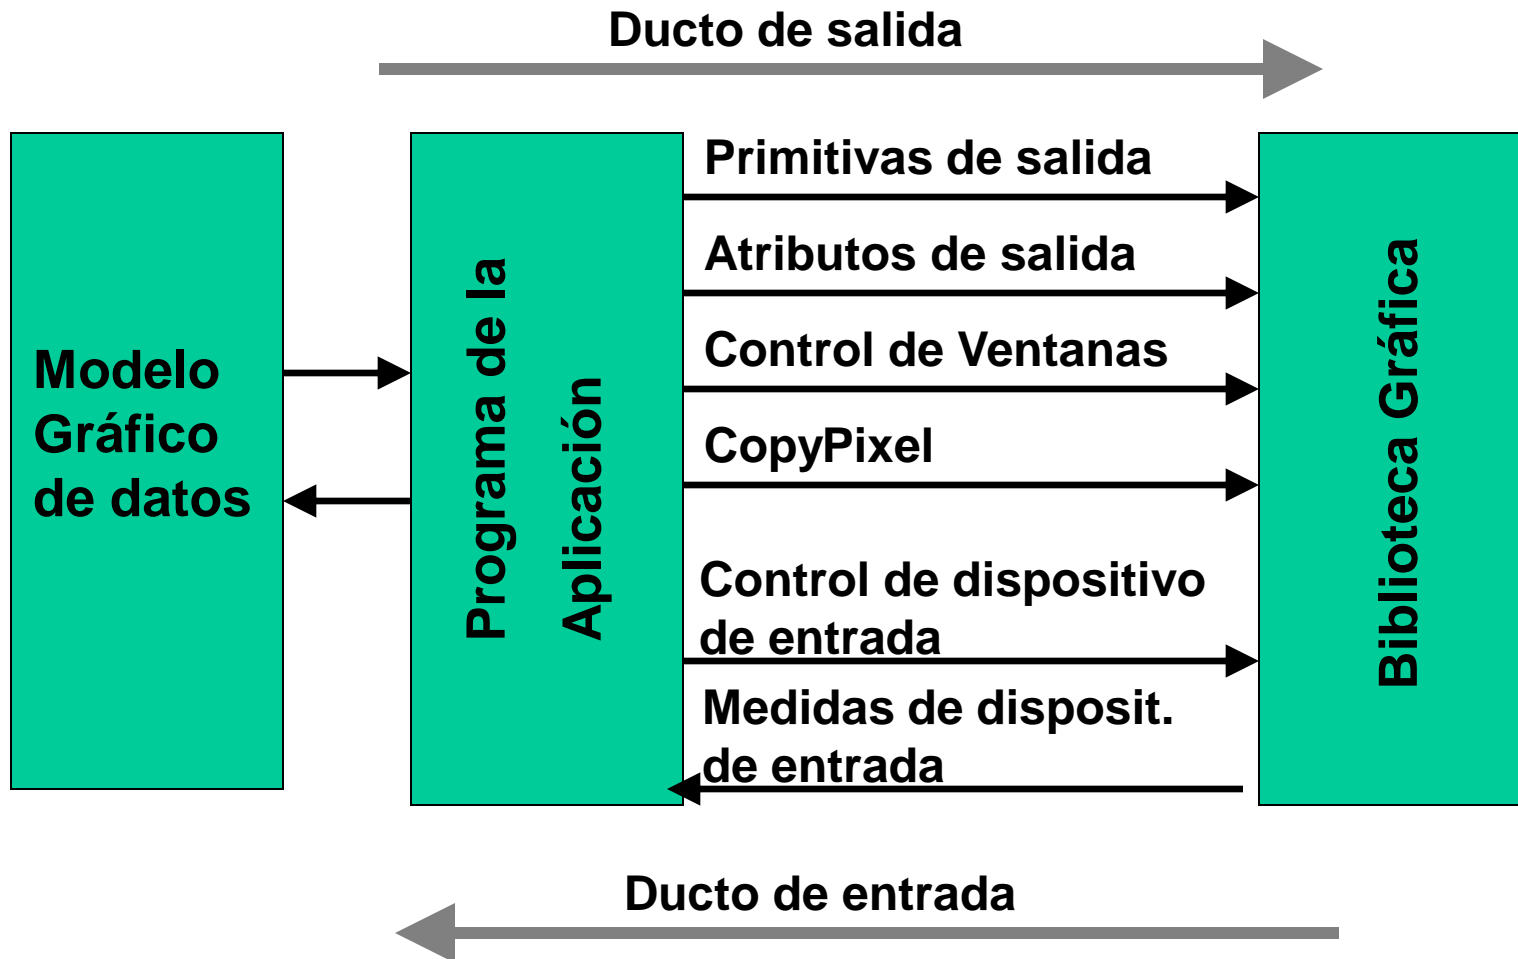 Ducto de salida
Modelo
Gráfico
de datos
Programa de la
Aplicación
Primitivas de salida
Atributos de salida
Control de Ventanas
CopyPixel
Control de dispositivo
de entrada
Medidas de disposit.
de entrada
Biblioteca Gráfica
Ducto de entrada